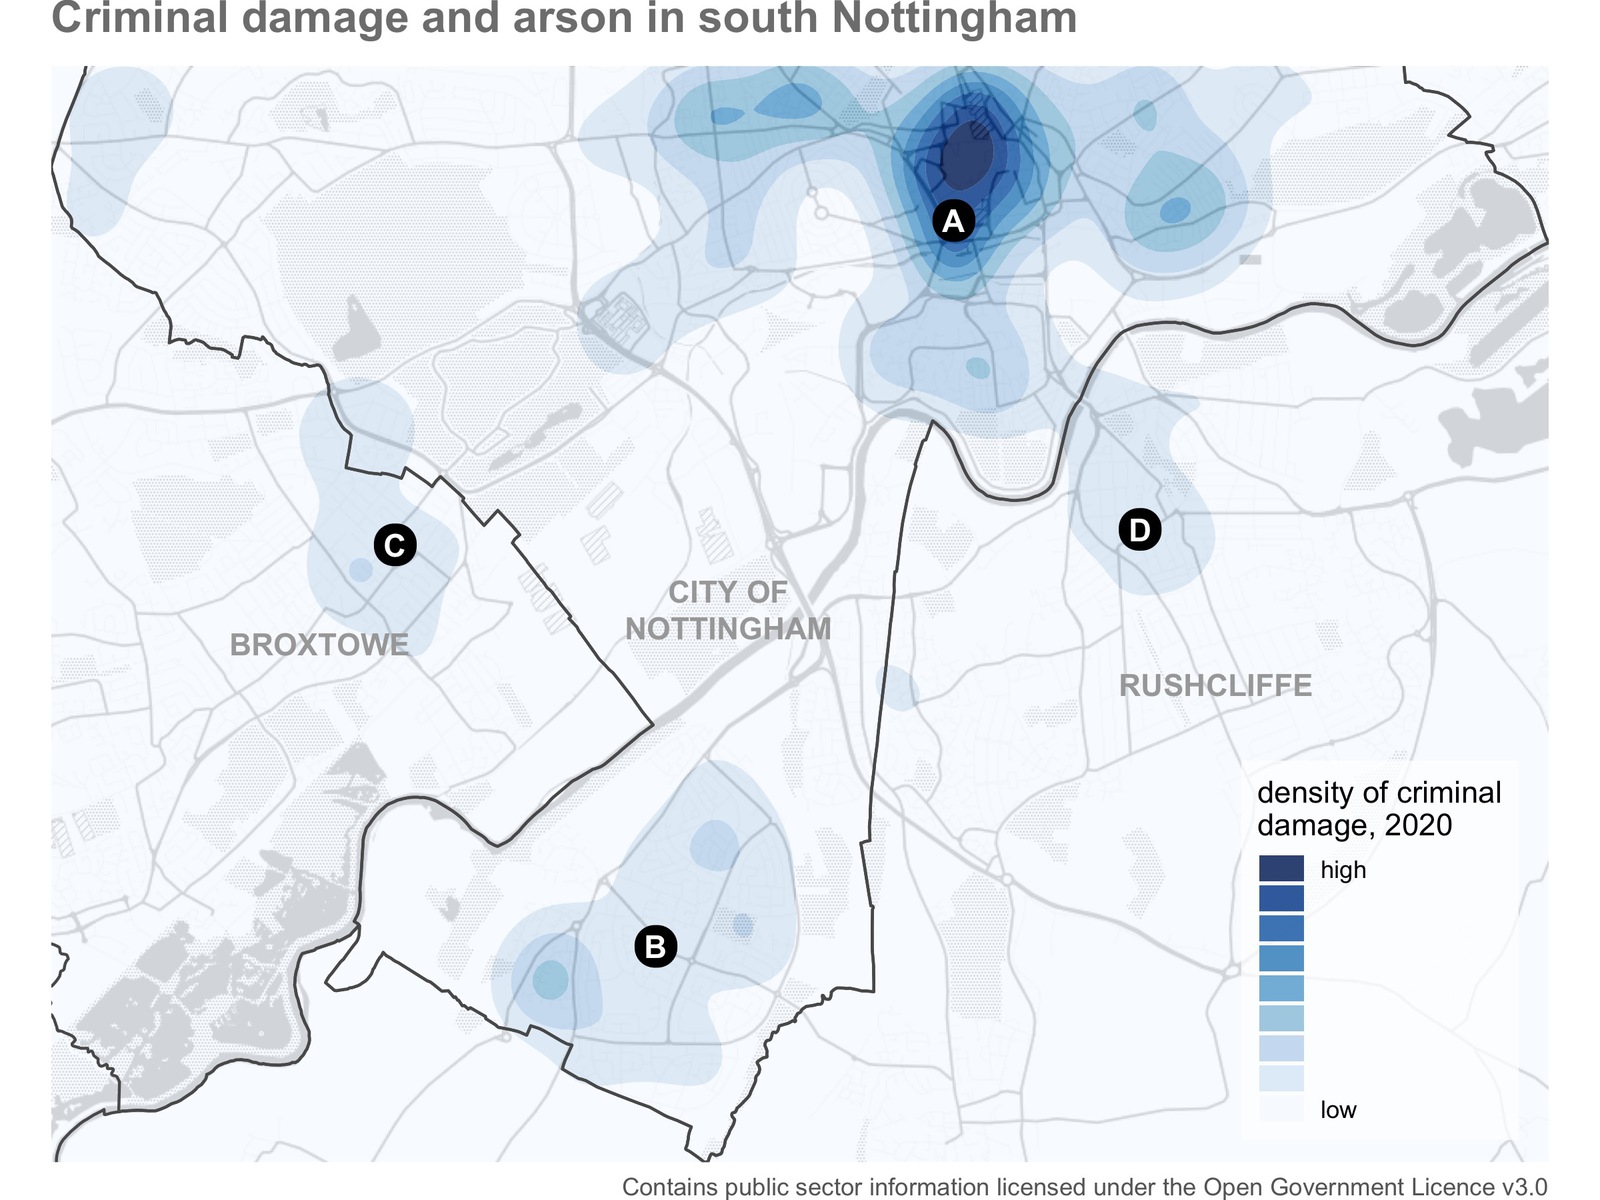 Criminal damage and arson in south Nottingham
A
C
D
CITY OF
NOTTINGHAM
BROXTOWE
RUSHCLIFFE
B
density of criminal
damage, 2020
high
low
Contains public sector information licensed under the Open Government Licence v3.0